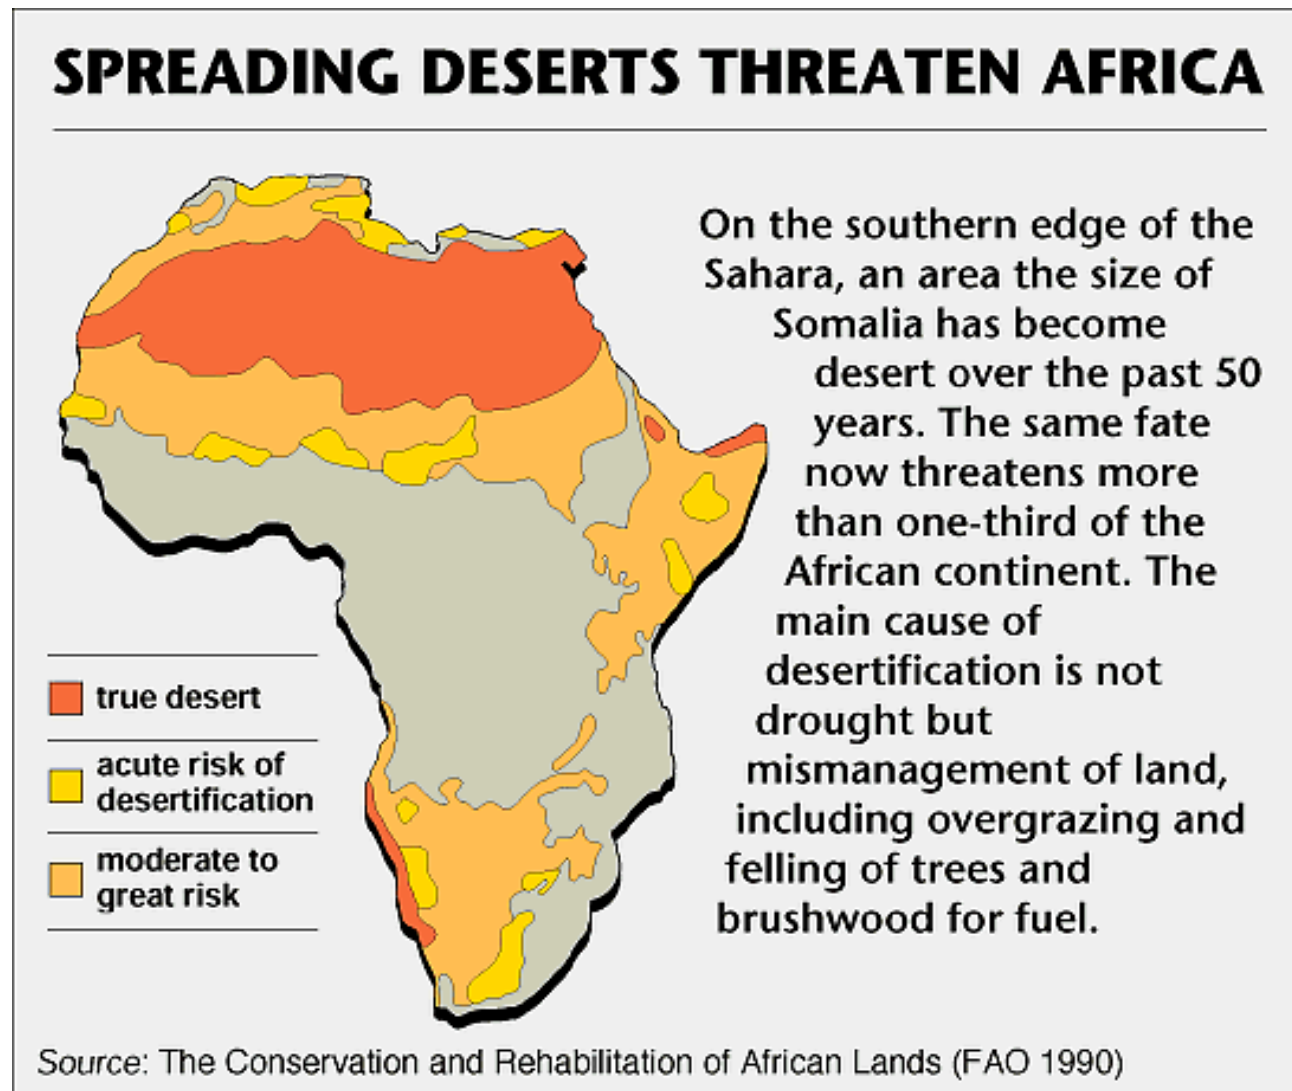 SPREADING DESERTS THREATEN AFRICA
On the southern edge of the
Sahara, an area the size of
Somalia has become
desert over the past 50
years. The same fate
now threatens more
than one-third of the
African continent. The
main cause of
desertification is not
drought but
mismanagement of land,
including overgrazing and
felling of trees and
brushwood for fuel.
true desert
acute risk of
desertification
moderate to
great risk
Source: The Conservation and Rehabilitation of African Lands (FAO 1990)